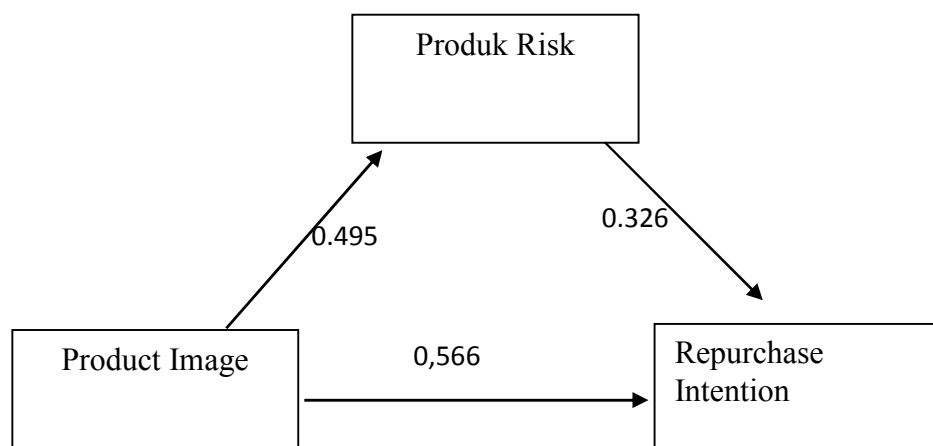 Produk Risk
0.495
0.326
Product Image
0,566
Repurchase
Intention